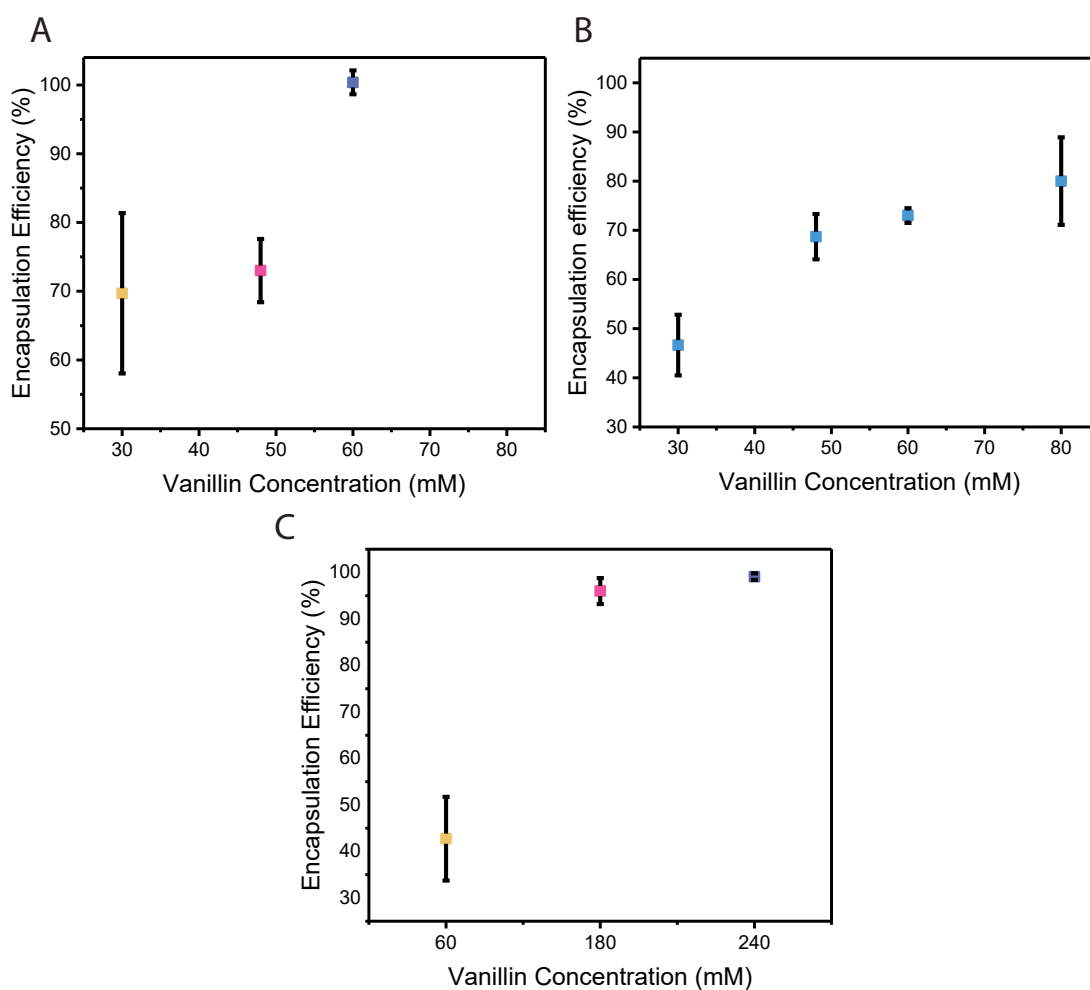 A
Encapsulation Efficiency (%)
100
90
80
70
60
50
30 40 50 60 70 80
Vanillin Concentration (mM)
B
Encapsulation efficiency (%)
100
90
80
70
60
50
40
30
30 40 50 60 70 80
Vanillin Concentration (mM)
C
Encapsulation Efficiency (%)
100
90
80
70
60
50
40
30
60 180 240
Vanillin Concentration (mM)